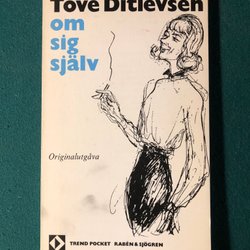 Tove Ditlevsen
om
sig
själv
Originalutgåva
TREND POCKET RABÉN & SJÖGREN